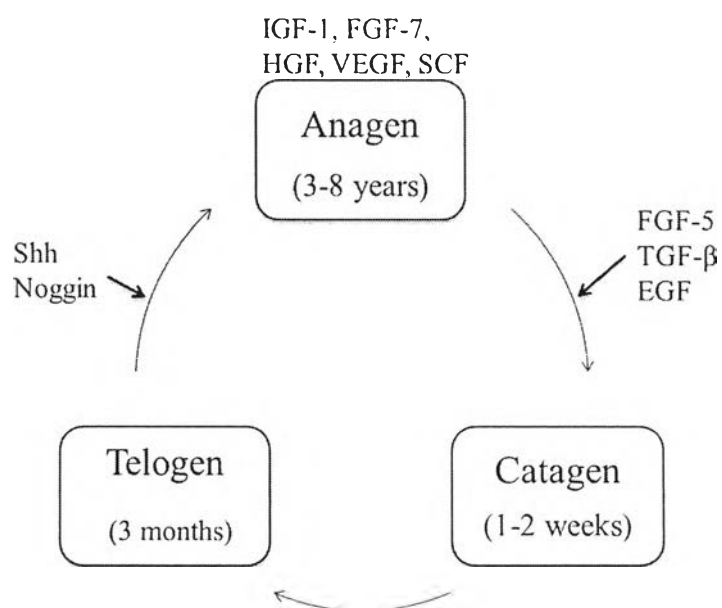 IGF-1, FGF-7,
HGF, VEGF, SCF
Anagen
(3-8 years)
FGF-5
TGF-β
EGF
Shh
Noggin
Telogen
(3 months)
Catagen
(1-2 weeks)